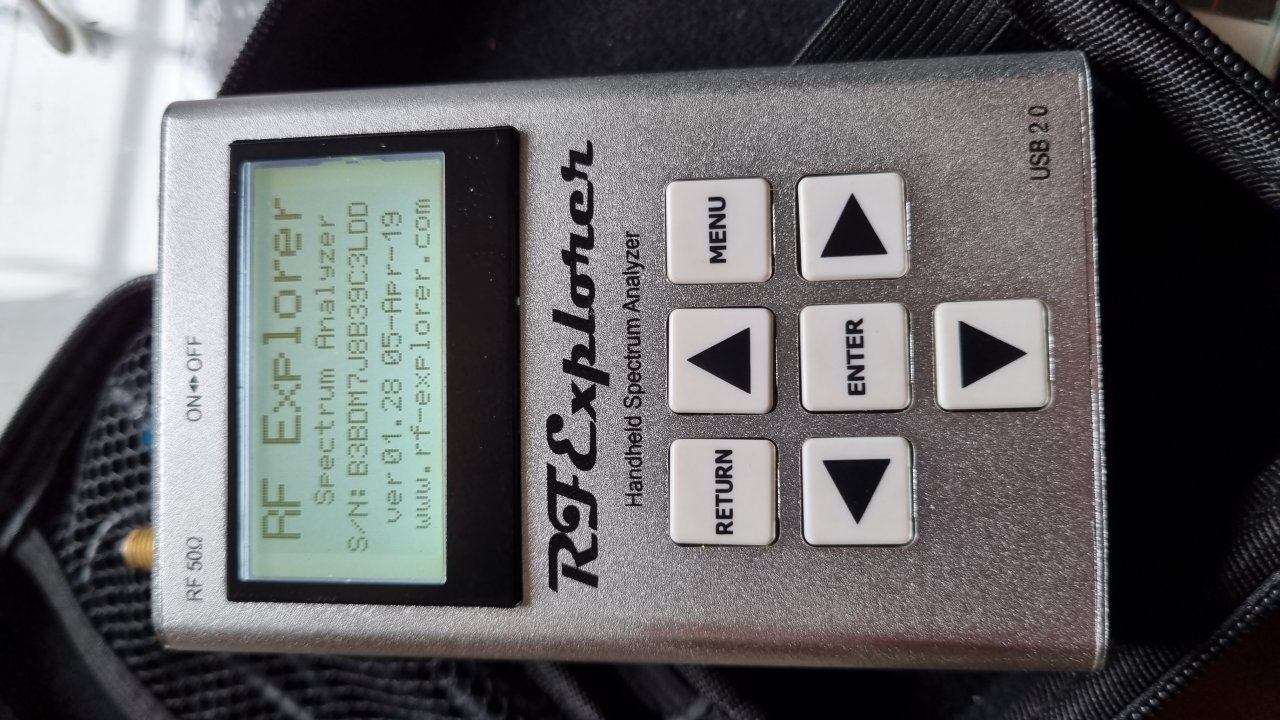 RF 50Ω
ON◂▸OFF
RF Explorer
Spectrum Analyzer
S/N: B3BDM7J8B39C3LDD
ver01.28 05-Apr-19
www.rf-explorer.com
RF Explorer
Handheld Spectrum Analyzer
RETURN
MENU
ENTER
USB 2.0